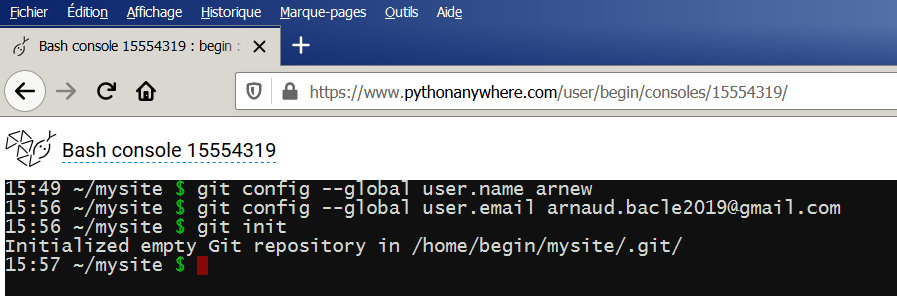 Fichier Édition Affichage Historique Marque-pages Outils Aide
Bash console 15554319 : begin :
https://www.pythonanywhere.com/user/begin/consoles/15554319/
Bash console 15554319
15:49 ~/mysite $ git config --global user.name arnew
15:56 ~/mysite $ git config --global user.email arnaud.bacle2019@gmail.com
15:56 ~/mysite $ git init
Initialized empty Git repository in /home/begin/mysite/.git/
15:57 ~/mysite $